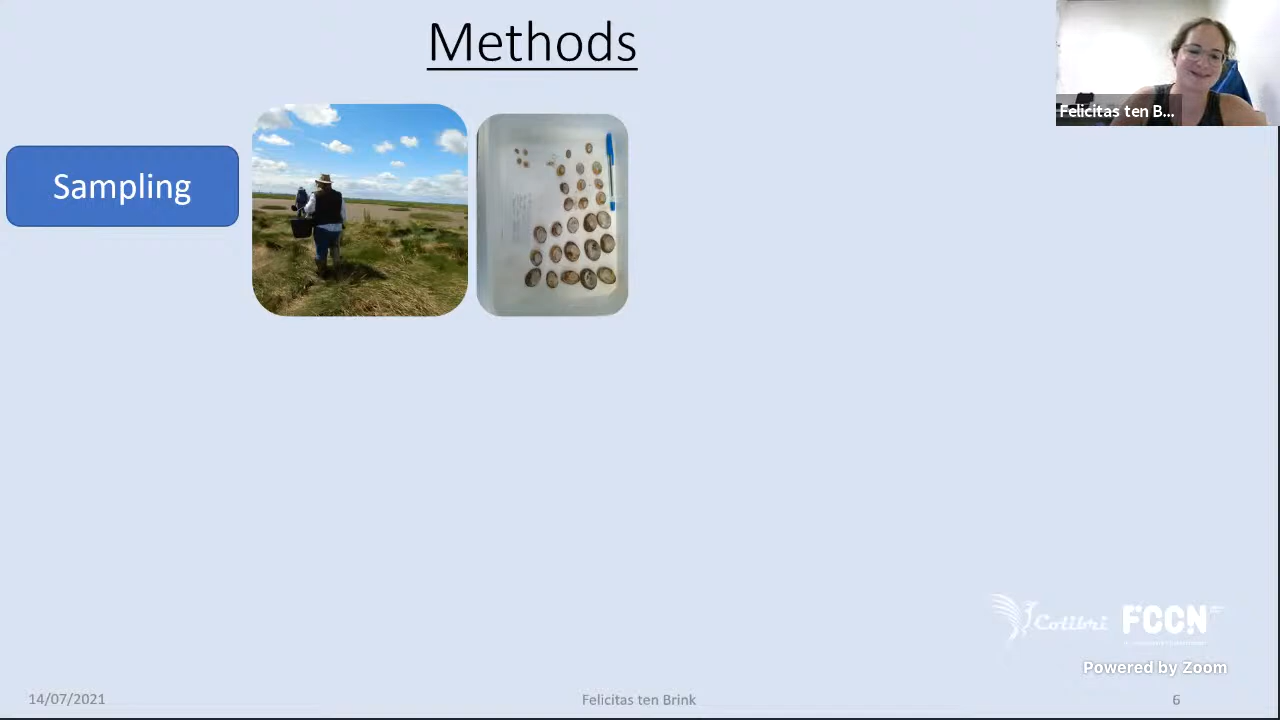 Methods
Felicitas ten B...
Sampling
Colibri
FCCN
Powered by Zoom
14/07/2021
Felicitas ten Brink
6